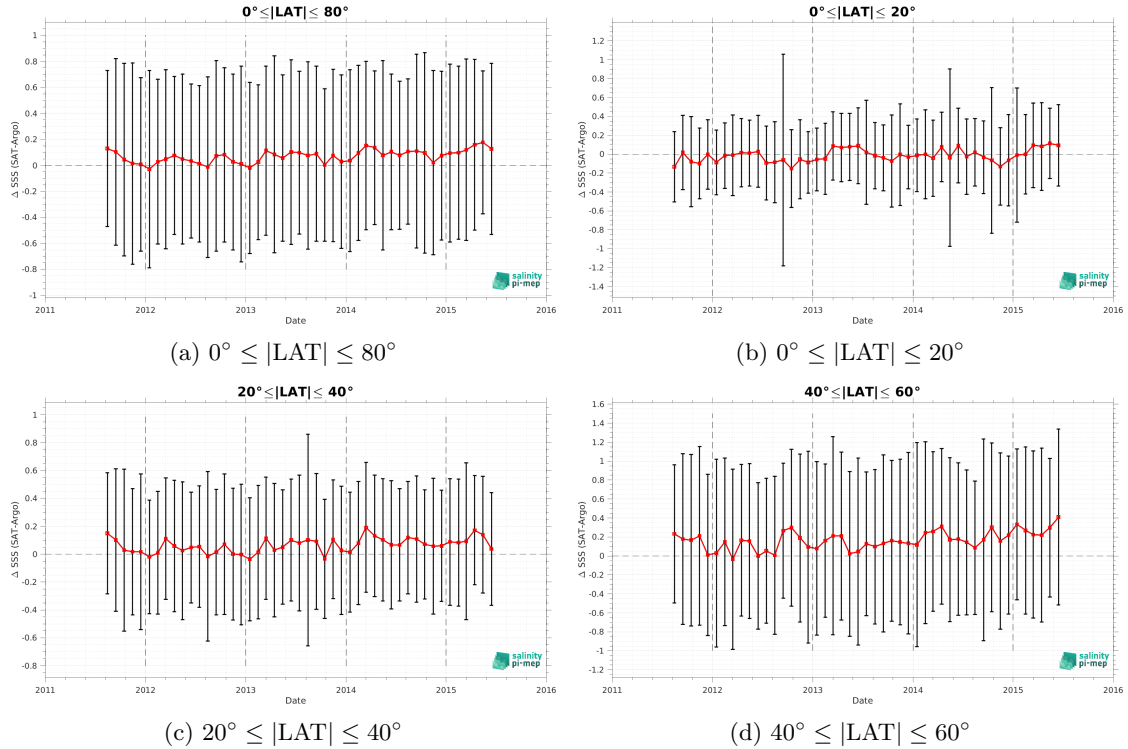 0°≤|LAT|≤ 80°
Δ SSS (SAT-Argo)
1
0.8
0.6
0.4
0.2
0
-0.2
-0.4
-0.6
-0.8
-1
2011 2012 2013 2014 2015 2016
Date
salinity
pi-mep
(a) 0° ≤ |LAT| ≤ 80°
0°≤|LAT|≤ 20°
Δ SSS (SAT-Argo)
1.2
1
0.8
0.6
0.4
0.2
0
-0.2
-0.4
-0.6
-0.8
-1
-1.2
-1.4
2011 2012 2013 2014 2015 2016
Date
salinity
pi-mep
(b) 0° ≤ |LAT| ≤ 20°
20°≤|LAT|≤ 40°
Δ SSS (SAT-Argo)
1
0.8
0.6
0.4
0.2
0
-0.2
-0.4
-0.6
-0.8
2011 2012 2013 2014 2015 2016
Date
salinity
pi-mep
(c) 20° ≤ |LAT| ≤ 40°
40°≤|LAT|≤ 60°
Δ SSS (SAT-Argo)
1.6
1.4
1.2
1
0.8
0.6
0.4
0.2
0
-0.2
-0.4
-0.6
-0.8
-1
-1.2
2011 2012 2013 2014 2015 2016
Date
salinity
pi-mep
(d) 40° ≤ |LAT| ≤ 60°